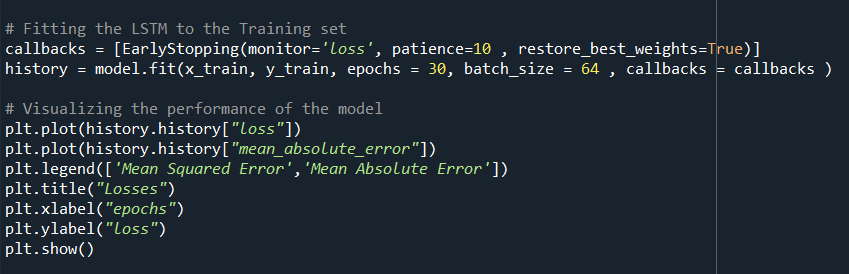 # Fitting the LSTM to the Training set
callbacks = [EarlyStopping(monitor='loss', patience=10 , restore_best_weights=True)]
history = model.fit(x_train, y_train, epochs = 30, batch_size = 64 , callbacks = callbacks )
# Visualizing the performance of the model
plt.plot(history.history["loss"])
plt.plot(history.history["mean_absolute_error"])
plt.legend(['Mean Squared Error','Mean Absolute Error'])
plt.title("Losses")
plt.xlabel("epochs")
plt.ylabel("loss")
plt.show()